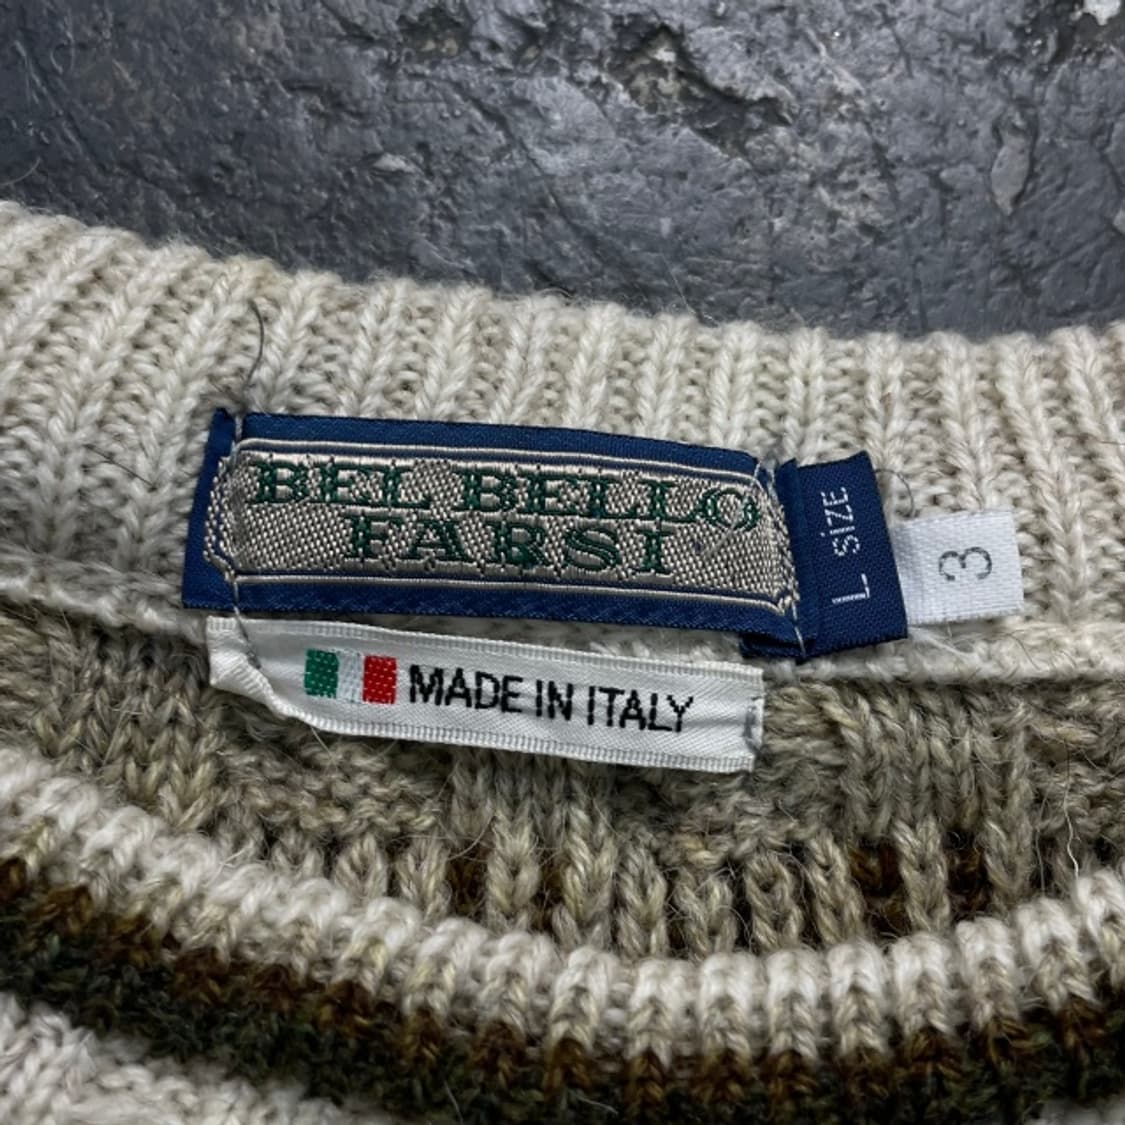 BEL BELLO
FARSI
L SiZE
3
MADE IN ITALY